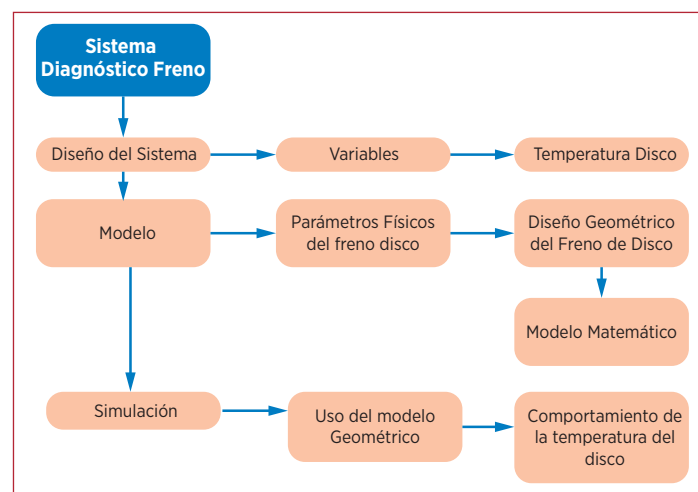 Sistema
Diagnóstico Freno
Diseño del Sistema
Variables
Temperatura Disco
Modelo
Parámetros Físicos
del freno disco
Diseño Geométrico
del Freno de Disco
Modelo Matemático
Simulación
Uso del modelo
Geométrico
Comportamiento de
la temperatura del
disco